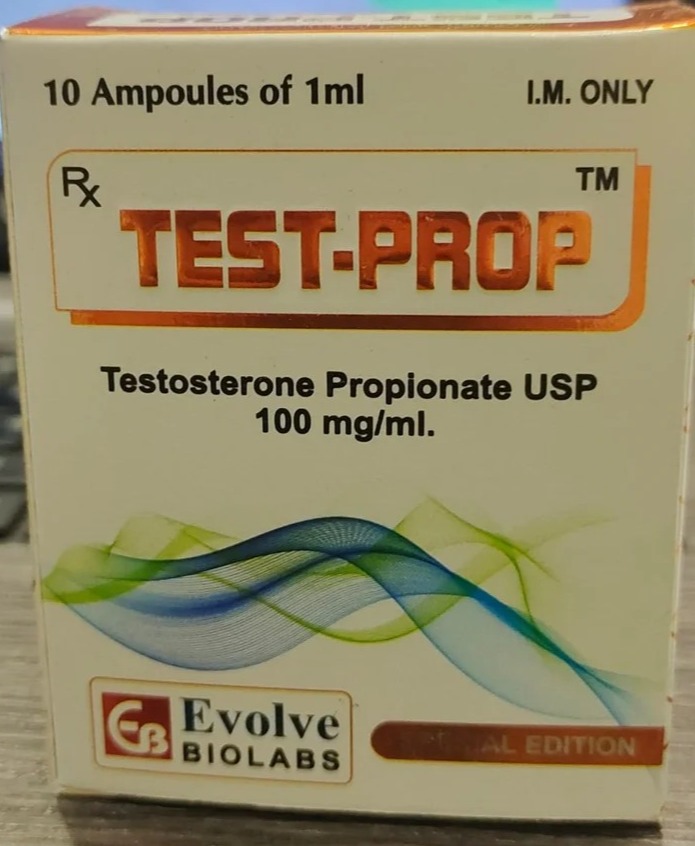 10 Ampoules of 1ml
I.M. ONLY
Rx
TM
TEST-PROP
Testosterone Propionate USP
100 mg/ml.
EB
Evolve
BIOLABS
EDITION